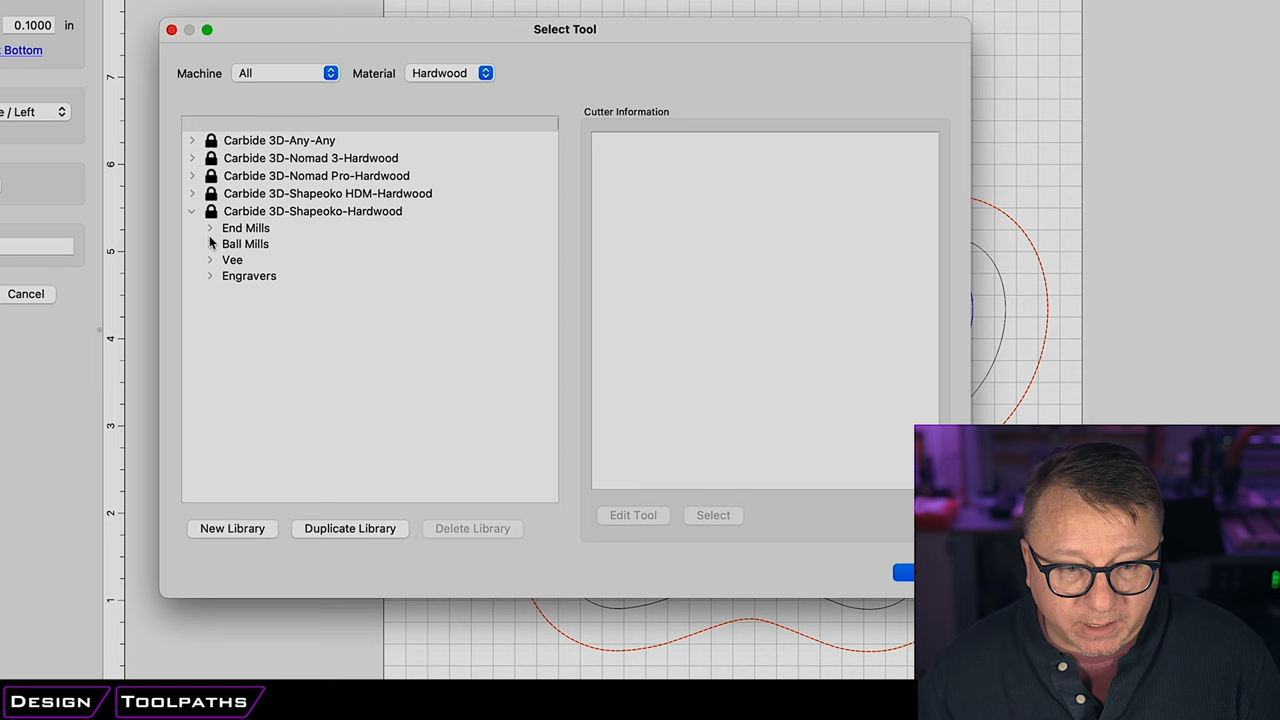 0.1000 in
Bottom
e / Left
Cancel
Select Tool
Machine All Material Hardwood
Cutter Information
Carbide 3D-Any-Any
Carbide 3D-Nomad 3-Hardwood
Carbide 3D-Nomad Pro-Hardwood
Carbide 3D-Shapeoko HDM-Hardwood
Carbide 3D-Shapeoko-Hardwood
End Mills
Ball Mills
Vee
Engravers
Edit Tool Select
New Library Duplicate Library Delete Library
7
6
5
4
3
2
1
Design Toolpaths